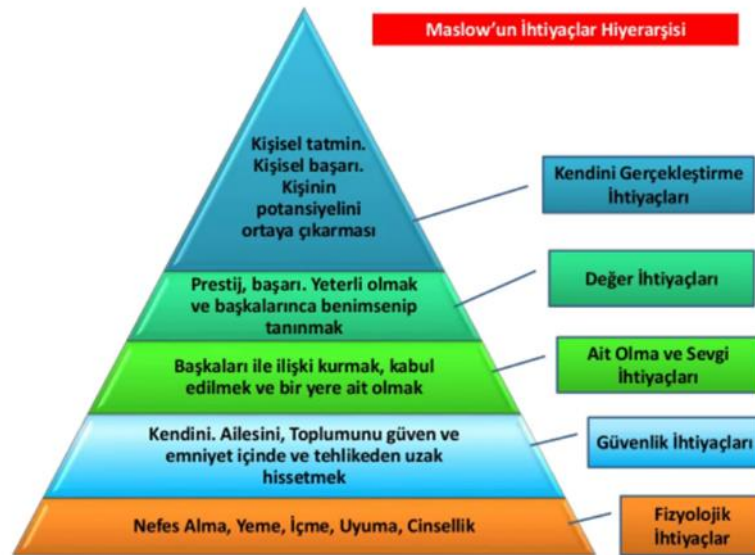 Maslow’un İhtiyaçlar Hiyerarşisi
Kişisel tatmin.
Kişisel başarı.
Kişinin
potansiyelini
ortaya çıkarması
Kendini Gerçekleştirme
İhtiyaçları
Prestij, başarı. Yeterli olmak
ve başkalarınca benimsenip
tanınmak
Değer İhtiyaçları
Başkaları ile ilişki kurmak, kabul
edilmek ve bir yere ait olmak
Ait Olma ve Sevgi
İhtiyaçları
Kendini. Ailesini, Toplumunu güven ve
emniyet içinde ve tehlikeden uzak
hissetmek
Güvenlik İhtiyaçları
Nefes Alma, Yeme, İçme, Uyuma, Cinsellik
Fizyolojik
İhtiyaçlar